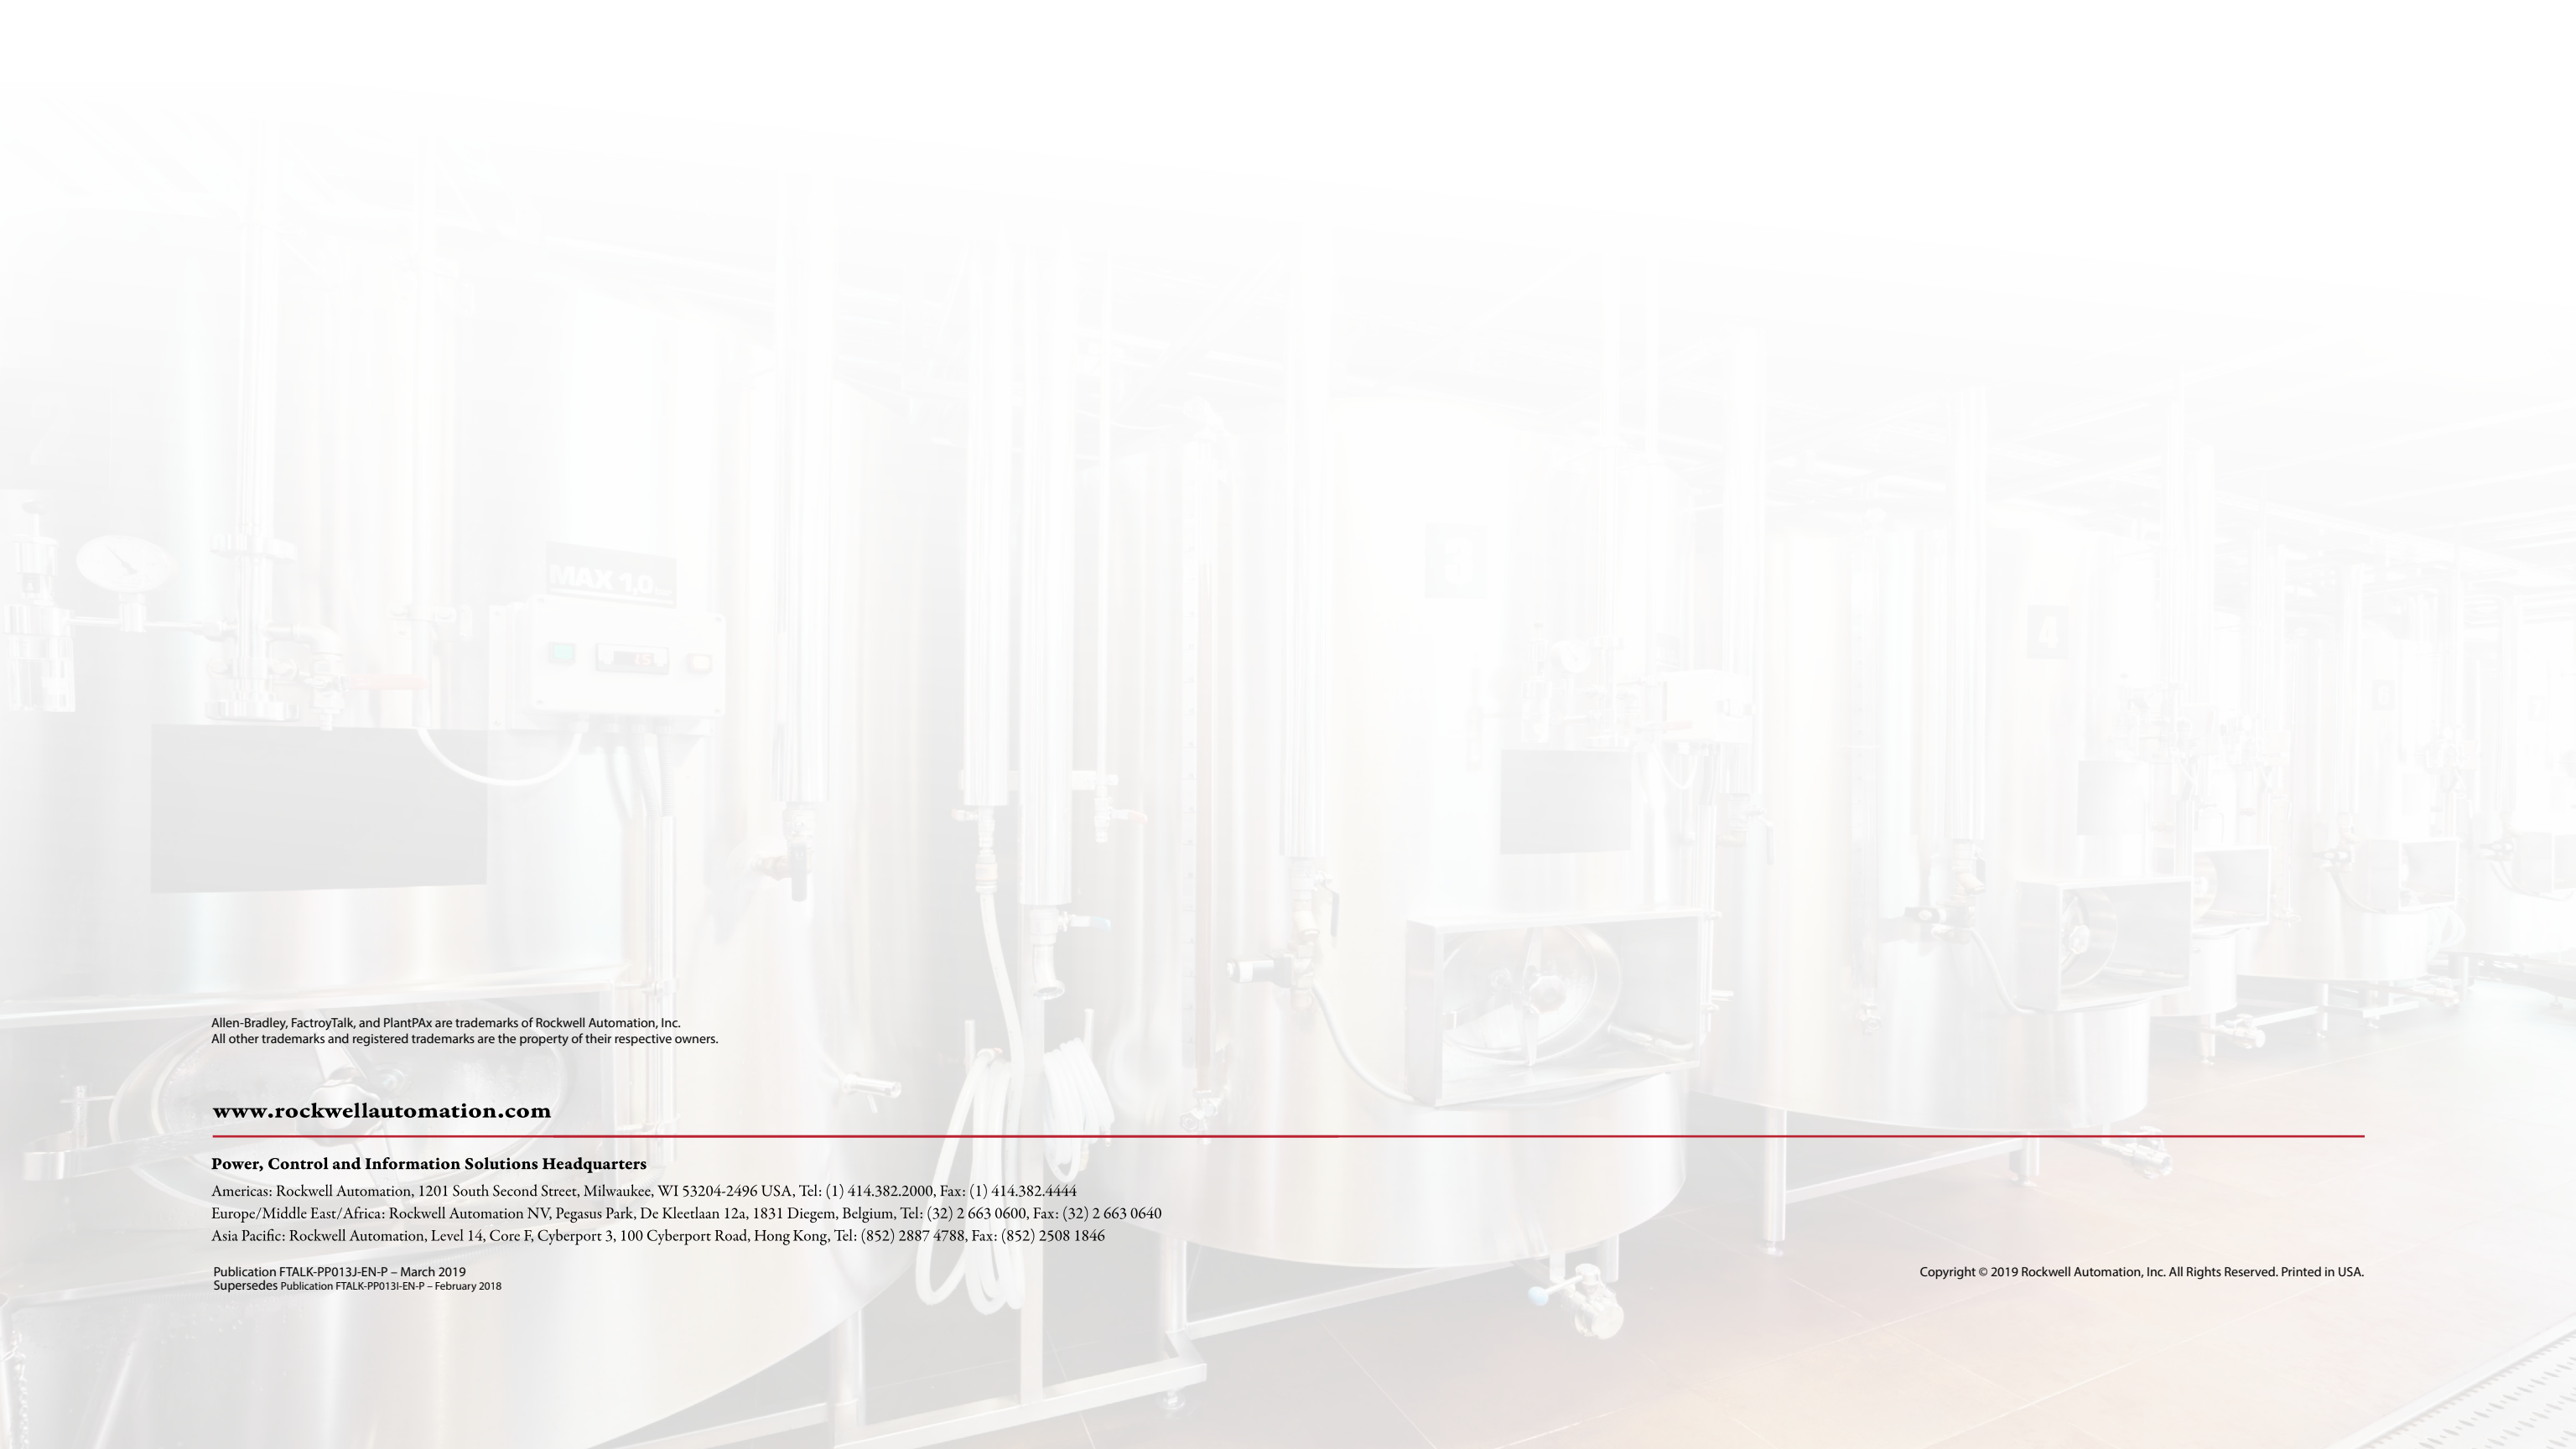 MAX 1,0
3
4
Allen-Bradley, FactroyTalk, and PlantPAx are trademarks of Rockwell Automation, Inc.
All other trademarks and registered trademarks are the property of their respective owners.
www.rockwellautomation.com
Power, Control and Information Solutions Headquarters
Americas: Rockwell Automation, 1201 South Second Street, Milwaukee, WI 53204-2496 USA, Tel: (1) 414.382.2000, Fax: (1) 414.382.4444
Europe/Middle East/Africa: Rockwell Automation NV, Pegasus Park, De Kleetlaan 12a, 1831 Diegem, Belgium, Tel: (32) 2 663 0600, Fax: (32) 2 663 0640
Asia Pacific: Rockwell Automation, Level 14, Core F, Cyberport 3, 100 Cyberport Road, Hong Kong, Tel: (852) 2887 4788, Fax: (852) 2508 1846
Publication FTALK-PP013J-EN-P – March 2019
Supersedes Publication FTALK-PP013I-EN-P – February 2018
Copyright © 2019 Rockwell Automation, Inc. All Rights Reserved. Printed in USA.